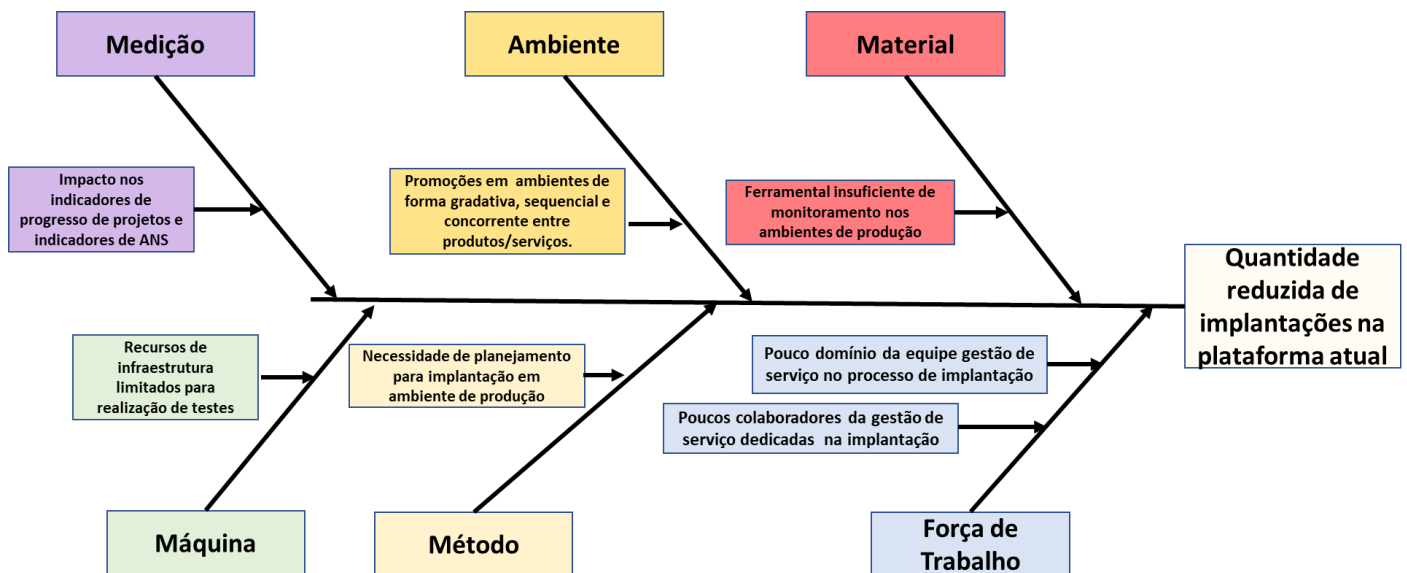 Medição
Ambiente
Material
Impacto nos
indicadores de
progresso de projetos e
indicadores de ANS
Promoções em ambientes de
forma gradativa, sequencial e
concorrente entre
produtos/serviços.
Ferramental insuficiente de
monitoramento nos
ambientes de produção
Quantidade
reduzida de
implantações na
plataforma atual
Recursos de
infraestrutura
limitados para
realização de testes
Necessidade de planejamento
para implantação em
ambiente de produção
Pouco domínio da equipe gestão de
serviço no processo de implantação
Poucos colaboradores da gestão de
serviço dedicadas na implantação
Máquina
Método
Força de
Trabalho